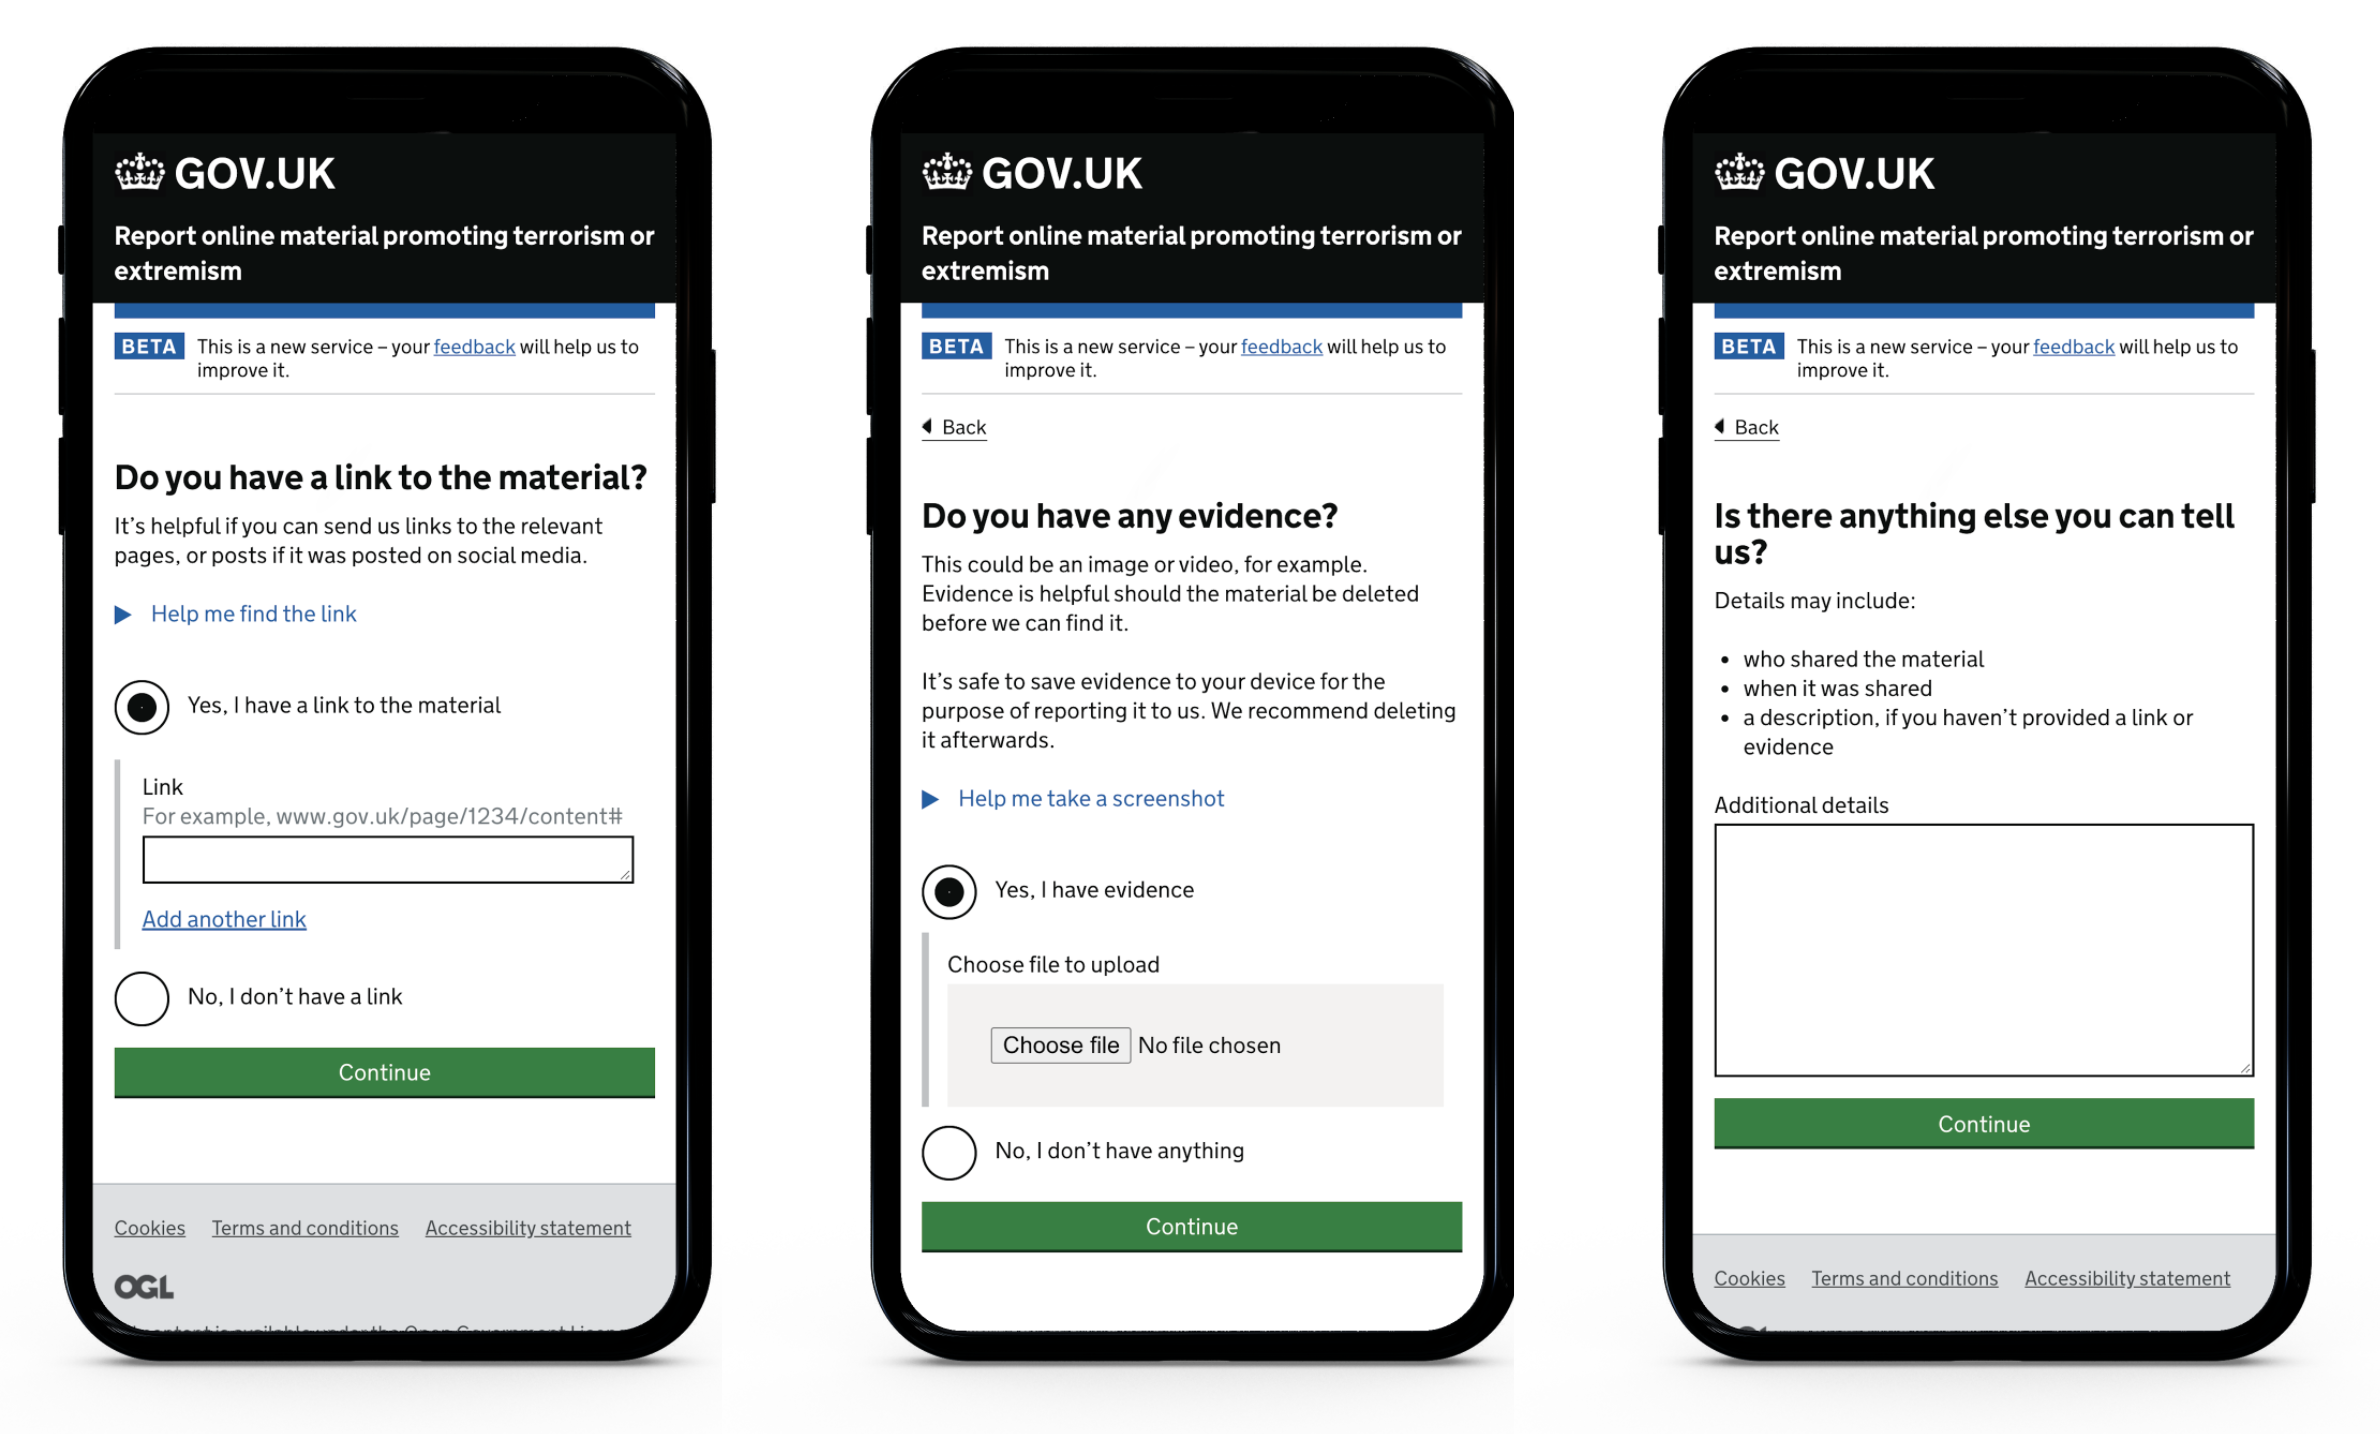 GOV.UK
Report online material promoting terrorism or
extremism
BETA This is a new service – your feedback will help us to
improve it.
Do you have a link to the material?
It's helpful if you can send us links to the relevant
pages, or posts if it was posted on social media.
Help me find the link
Yes, I have a link to the material
Link
For example, www.gov.uk/page/1234/content#
Add another link
No, I don't have a link
Continue
Cookies Terms and conditions Accessibility statement
OGL
GOV.UK
Report online material promoting terrorism or
extremism
BETA This is a new service – your feedback will help us to
improve it.
Back
Do you have any evidence?
This could be an image or video, for example.
Evidence is helpful should the material be deleted
before we can find it.
It's safe to save evidence to your device for the
purpose of reporting it to us. We recommend deleting
it afterwards.
Help me take a screenshot
Yes, I have evidence
Choose file to upload
Choose file No file chosen
No, I don't have anything
Continue
GOV.UK
Report online material promoting terrorism or
extremism
BETA This is a new service – your feedback will help us to
improve it.
Back
Is there anything else you can tell
us?
Details may include:
• who shared the material
• when it was shared
• a description, if you haven't provided a link or
evidence
Additional details
Continue
Cookies Terms and conditions Accessibility statement